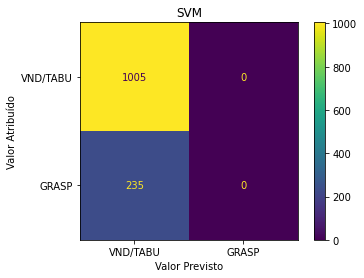 SVM
Valor Atribuído
VND/TABU
GRASP
1005
0
235
0
VND/TABU
GRASP
Valor Previsto
1000
800
600
400
200
0